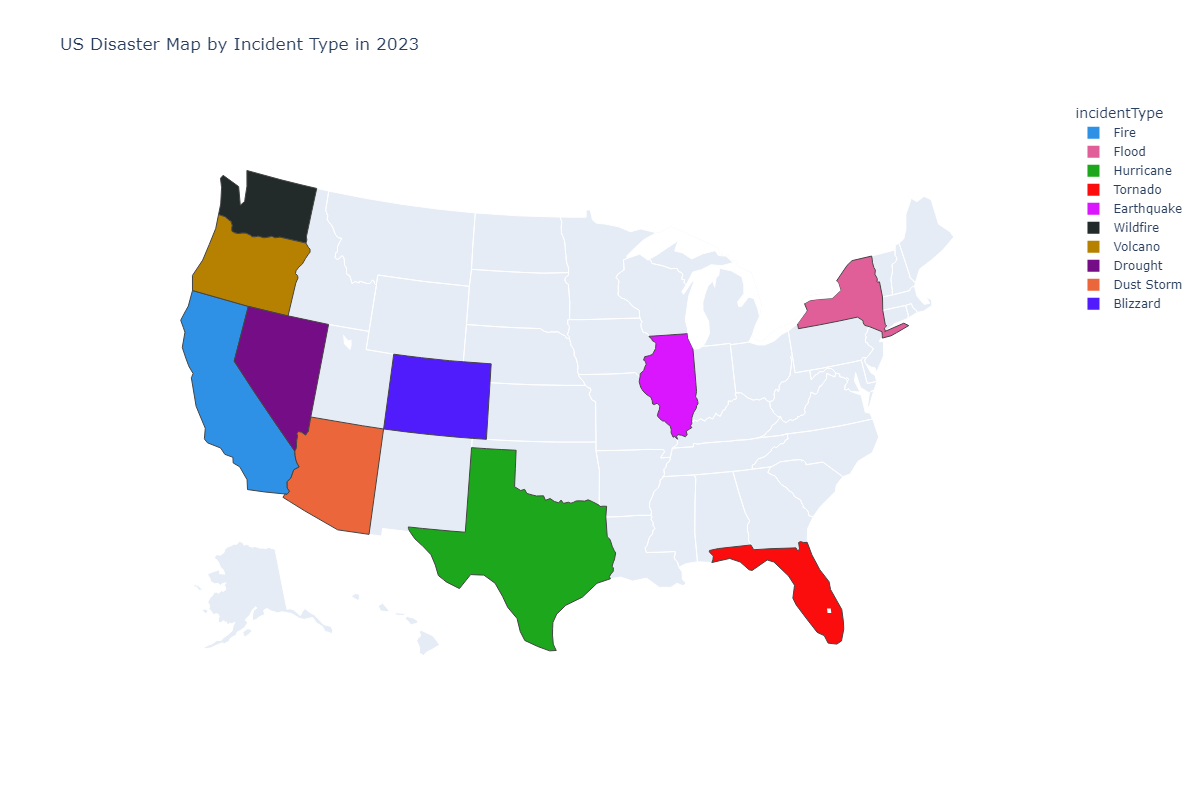 US Disaster Map by Incident Type in 2023
incidentType
Fire
Flood
Hurricane
Tornado
Earthquake
Wildfire
Volcano
Drought
Dust Storm
Blizzard